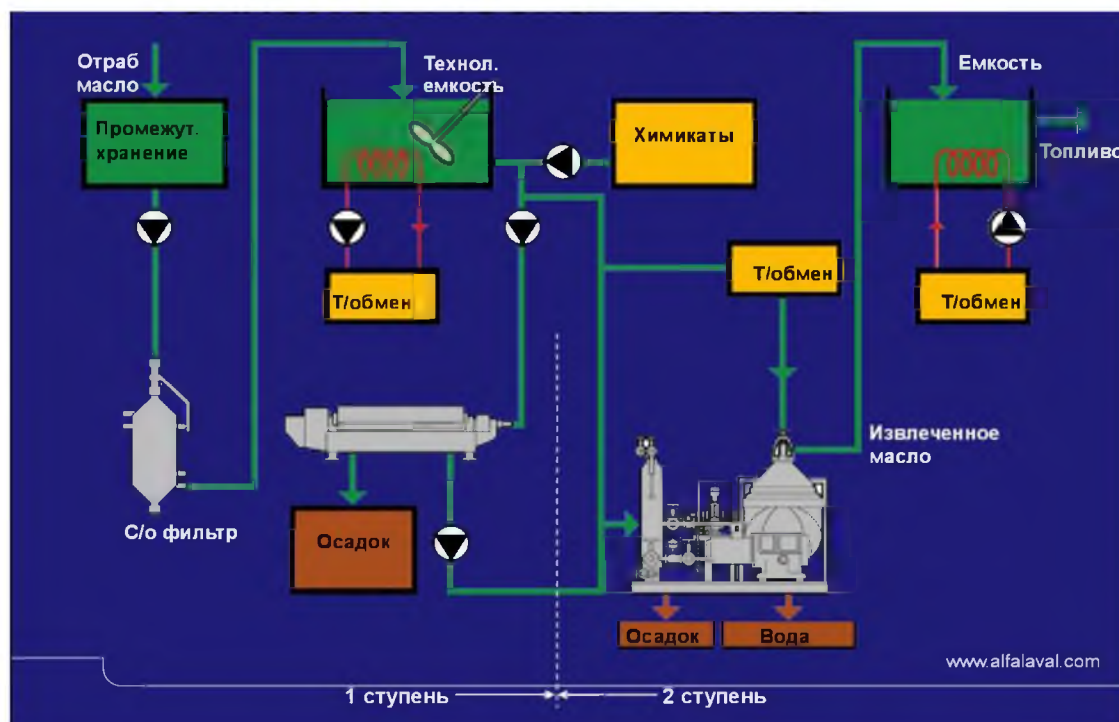 Отраб
масло
Технол.
емкость
Емкость
Промежут.
хранение
Химикаты
Топливо
Т/обмен
Т/обмен
Т/обмен
Извлеченное
масло
С/о фильтр
Осадок
Осадок
Вода
www.alfalaval.com
1 ступень
2 ступень